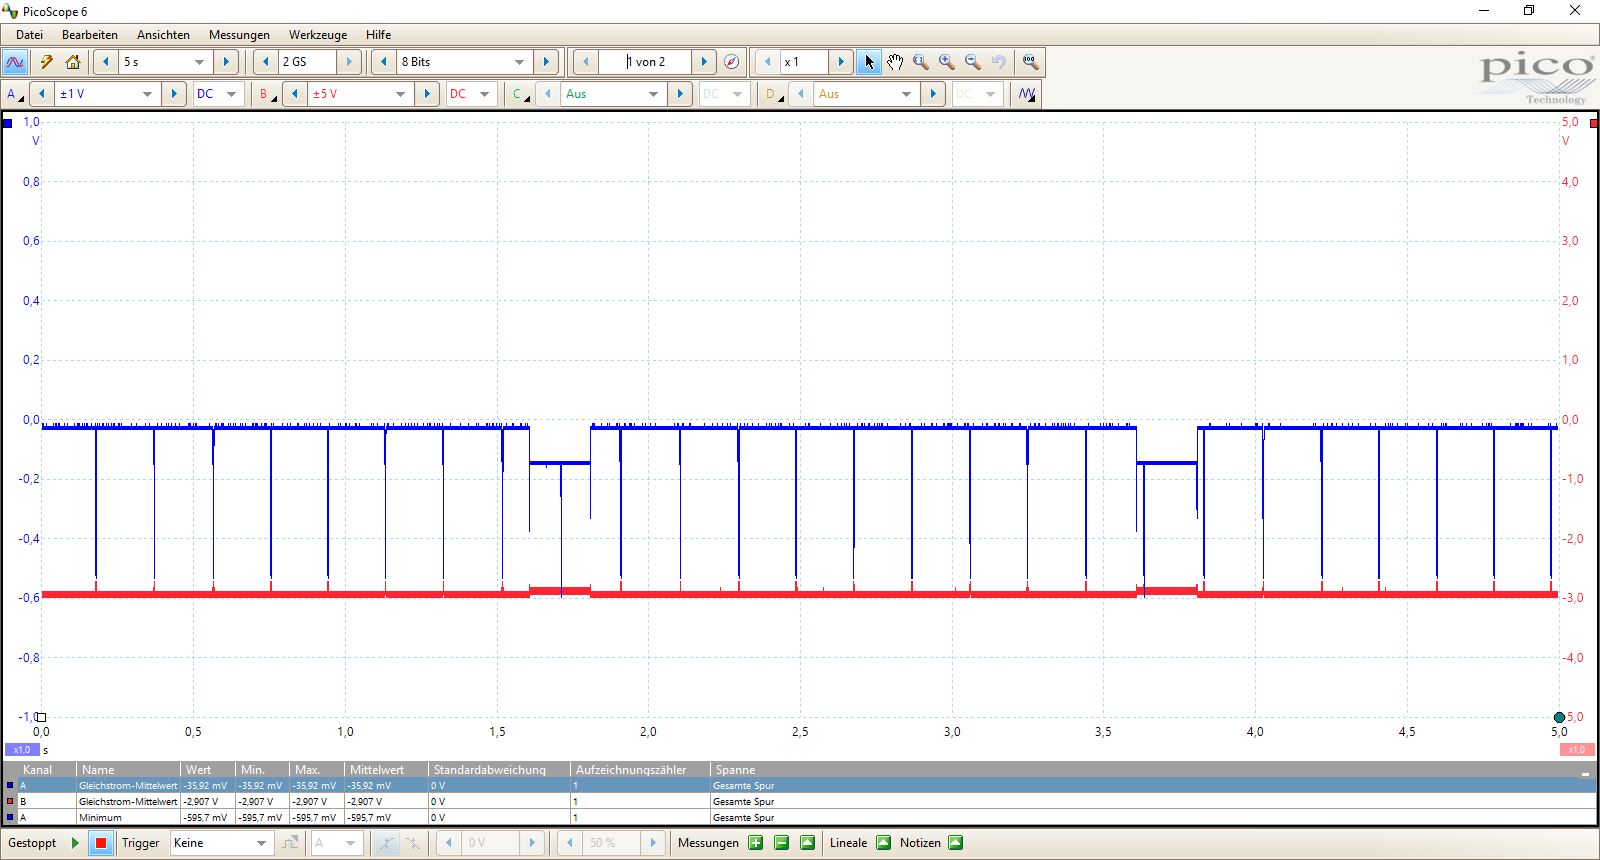 PicoScope 6
Datei Bearbeiten Ansichten Messungen Werkzeuge Hilfe
5 s 2 GS 8 Bits 1 von 2 x 1
pico
Technology
A ±1 V DC B ±5 V DC C Aus DC D Aus DC
1,0 5,0
V V
0,8 4,0
0,6 3,0
0,4 2,0
0,2 1,0
0,0 0,0
-0,2 -1,0
-0,4 -2,0
-0,6 -3,0
-0,8 -4,0
-1,0 -5,0
0,0 0,5 1,0 1,5 2,0 2,5 3,0 3,5 4,0 4,5 5,0
x1,0 s x1,0
Kanal Name Wert Min. Max. Mittelwert Standardabweichung Aufzeichnungszähler Spanne
A Gleichstrom-Mittelwert -35,92 mV -35,92 mV -35,92 mV -35,92 mV 0 V 1 Gesamte Spur
B Gleichstrom-Mittelwert -2,907 V -2,907 V -2,907 V -2,907 V 0 V 1 Gesamte Spur
A Minimum -595,7 mV -595,7 mV -595,7 mV -595,7 mV 0 V 1 Gesamte Spur
Gestoppt Trigger Keine A 0 V 50 % Messungen Lineale Notizen